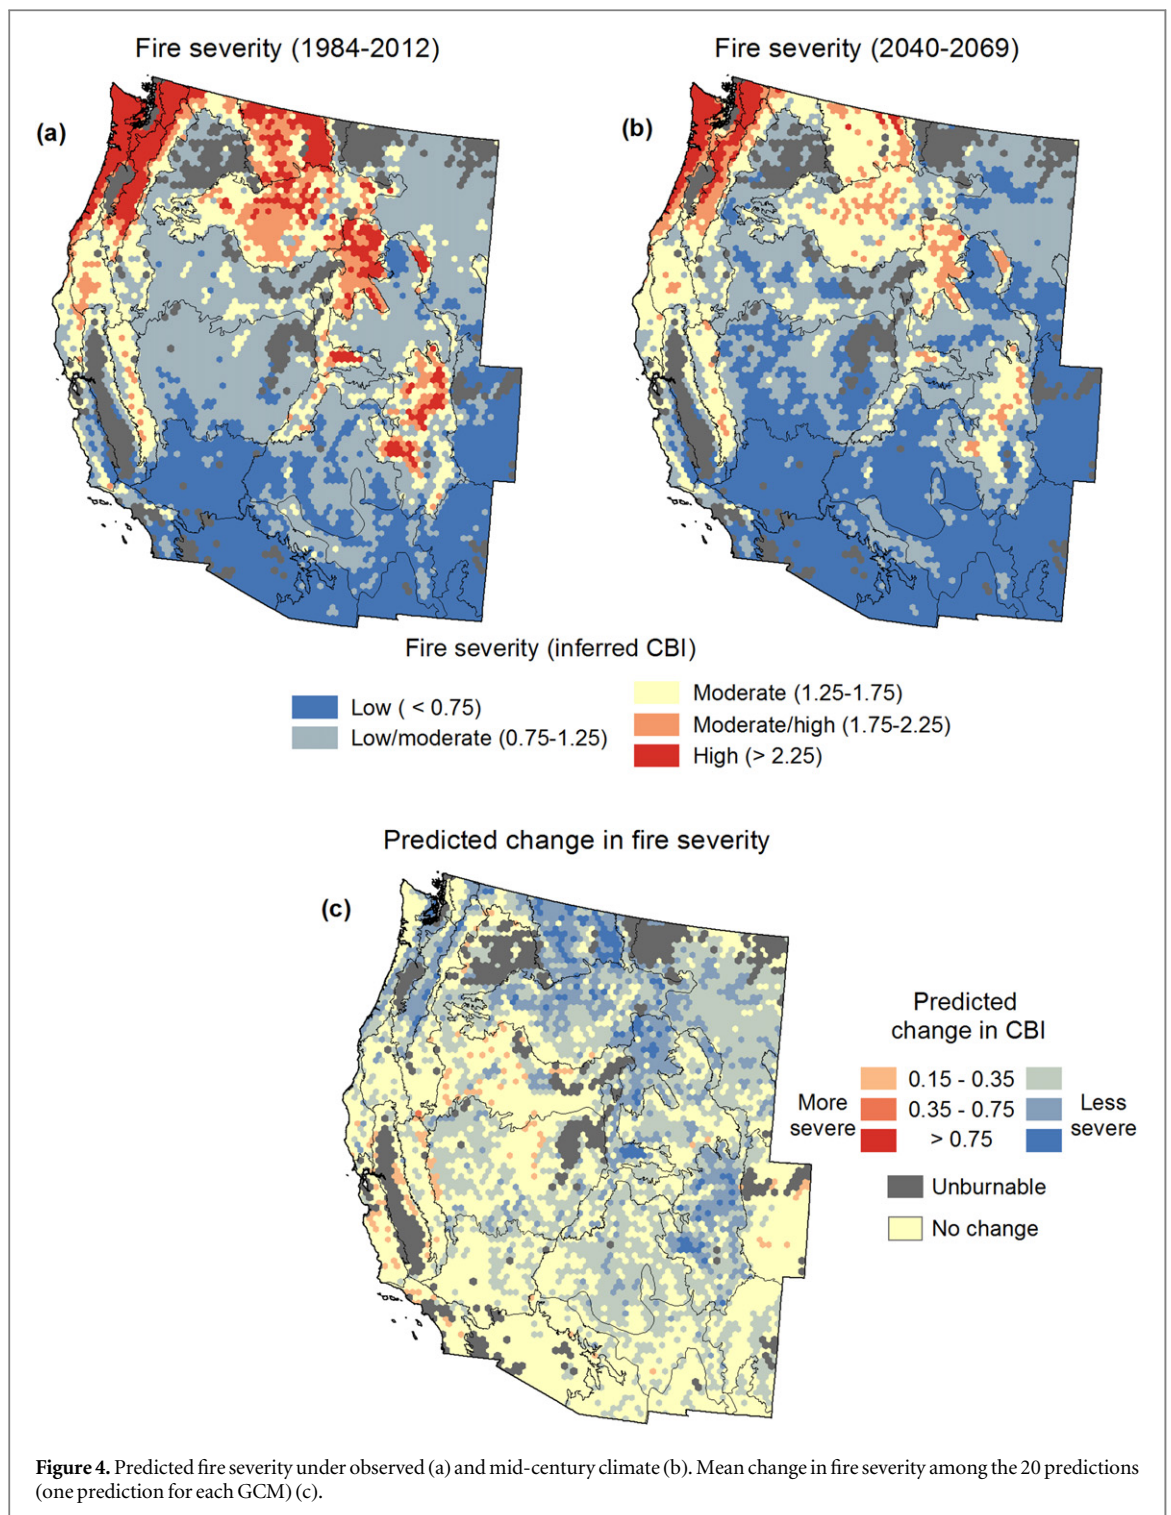 Fire severity (1984-2012)
Fire severity (2040-2069)
(a)
(b)
Fire severity (inferred CBI)
Low ( < 0.75)
Low/moderate (0.75-1.25)
Moderate (1.25-1.75)
Moderate/high (1.75-2.25)
High (> 2.25)
Predicted change in fire severity
(c)
Predicted
change in CBI
More
severe
0.15 - 0.35
0.35 - 0.75
> 0.75
Less
severe
Unburnable
No change
Figure 4. Predicted fire severity under observed (a) and mid-century climate (b). Mean change in fire severity among the 20 predictions
(one prediction for each GCM) (c).